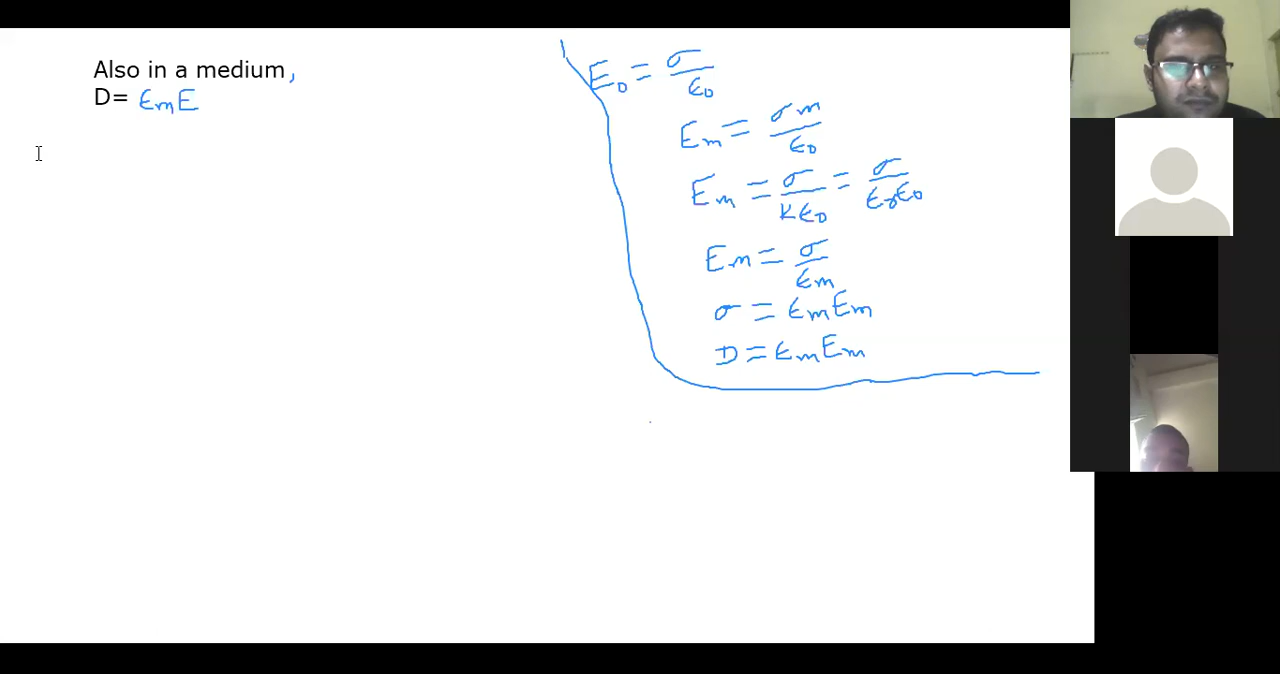 Also in a medium,
D= ϵmE
E₀ = σ/ϵ₀
Em = σm/ϵ₀
Em = σ/Kϵ₀ = σ/ϵrϵ₀
Em = σ/ϵm
σ = ϵmEm
D = ϵmEm